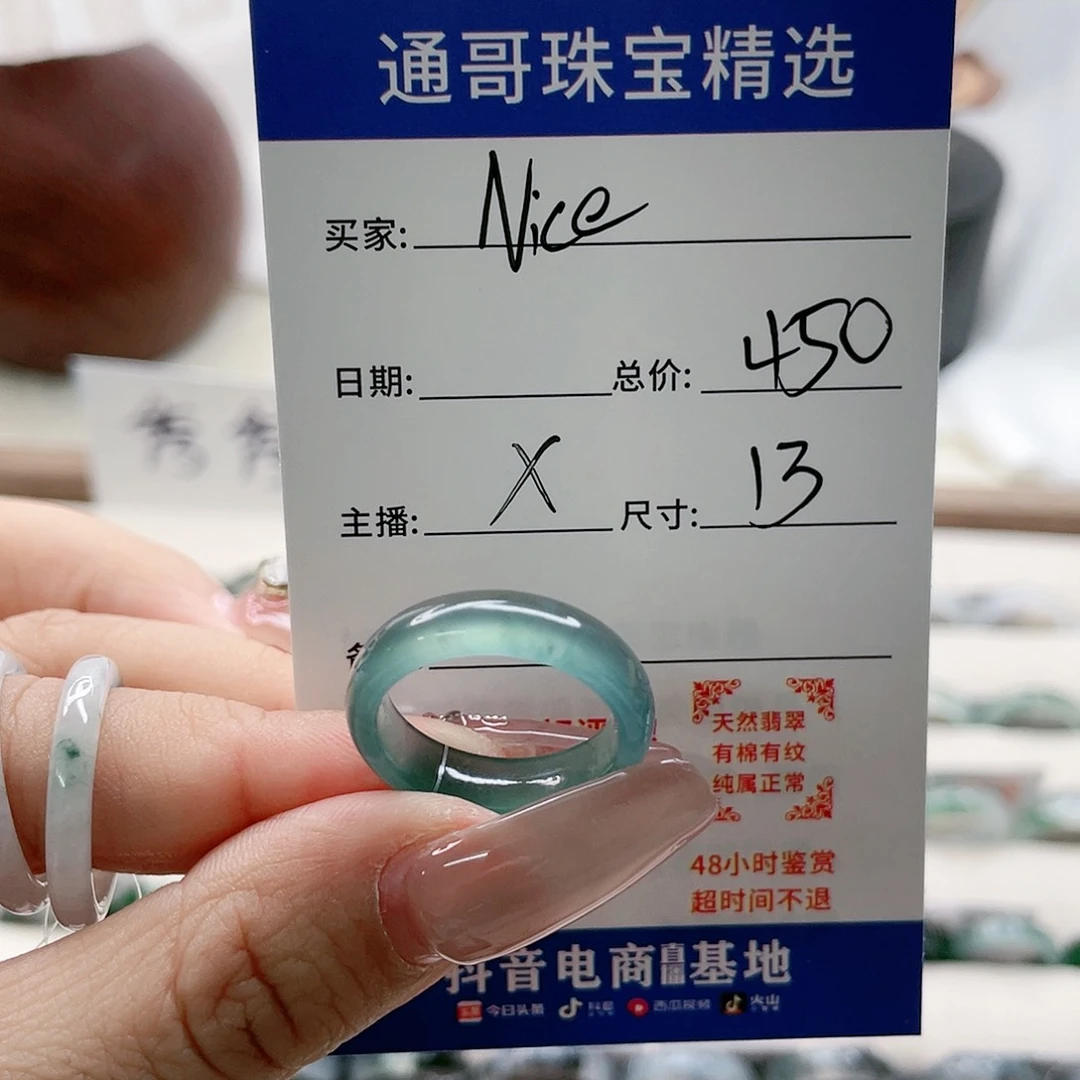 通哥珠宝精选
买家: Nice
日期: 总价: 450
主播: X 尺寸: 13
天然翡翠
有棉有纹
纯属正常
48小时鉴赏
超时间不退
抖音电商直播基地
今日头条 抖音 西瓜视频 火山